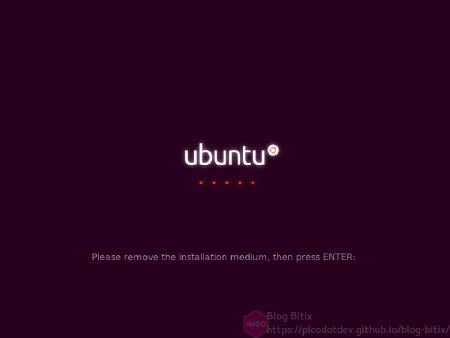 ubuntu
Please remove the installation medium, then press ENTER:
HUGO
Blog Bitix
https://picodotdev.github.io/blog-bitix/